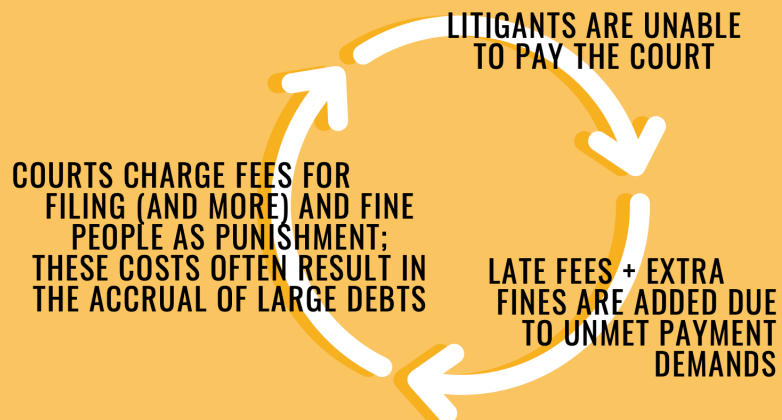 LITIGANTS ARE UNABLE
TO PAY THE COURT
COURTS CHARGE FEES FOR
FILING (AND MORE) AND FINE
PEOPLE AS PUNISHMENT;
THESE COSTS OFTEN RESULT IN
THE ACCRUAL OF LARGE DEBTS
LATE FEES + EXTRA
FINES ARE ADDED DUE
TO UNMET PAYMENT
DEMANDS